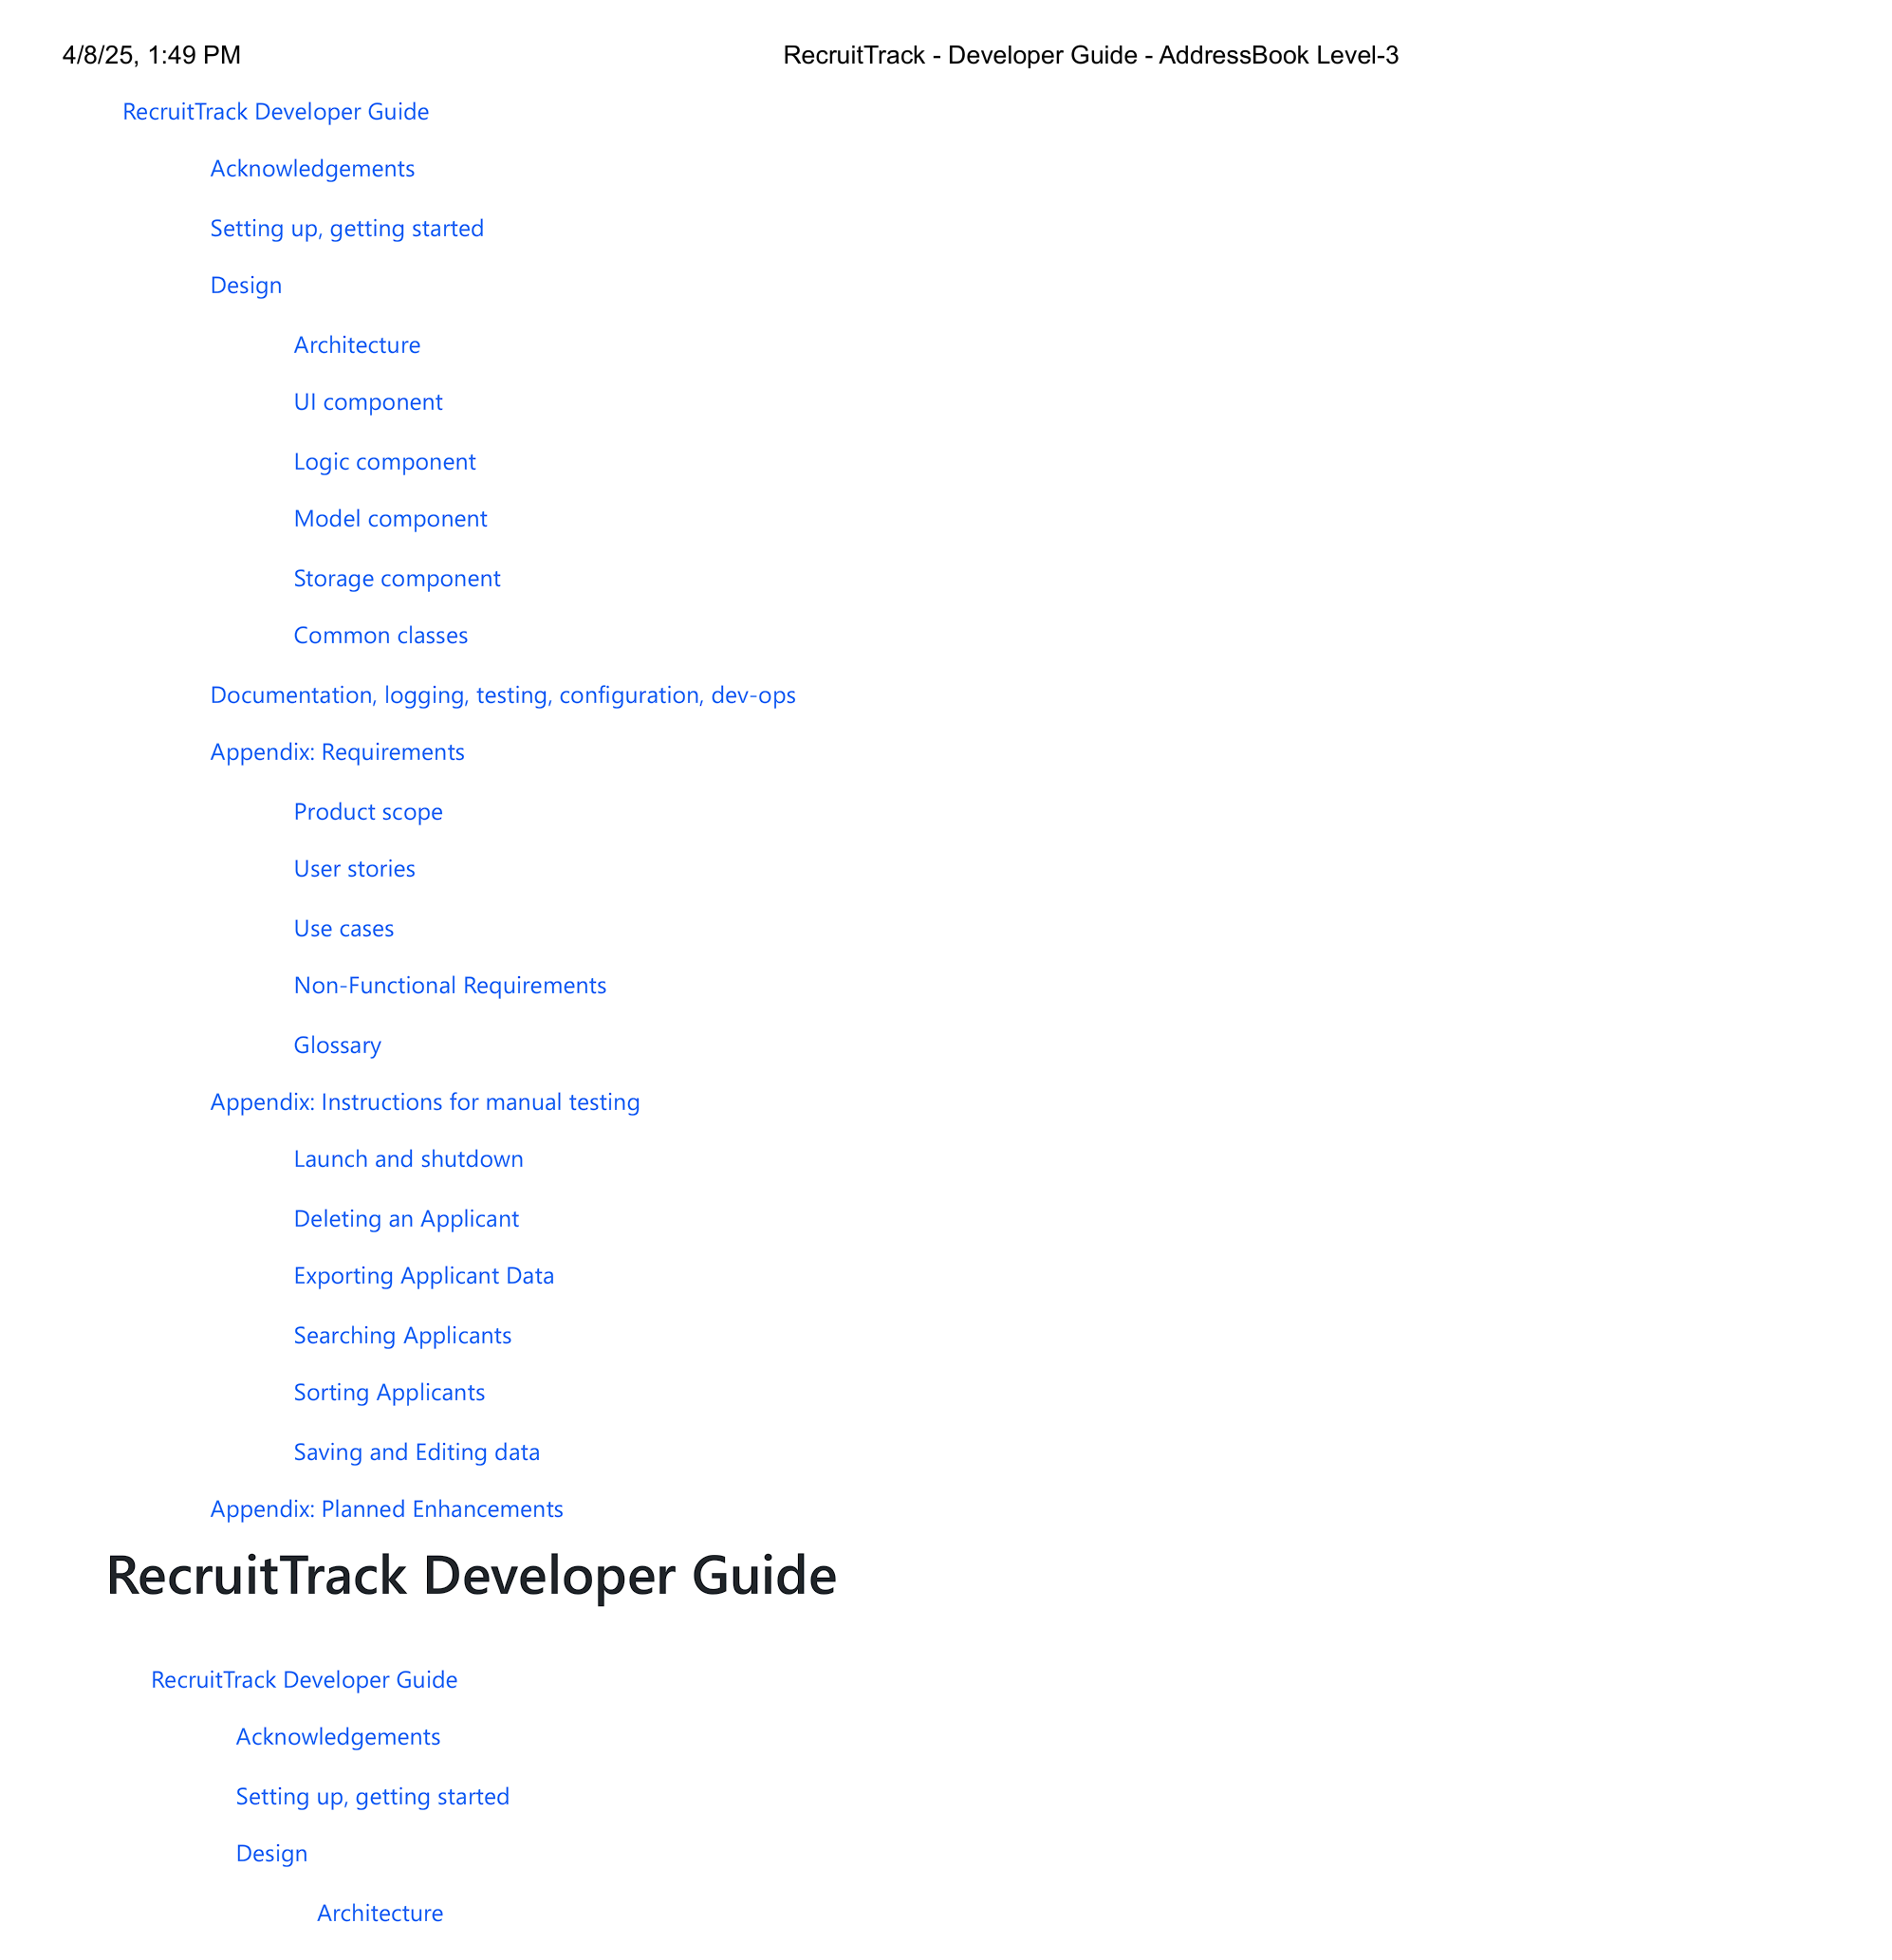 4/8/25, 1:49 PM RecruitTrack - Developer Guide - AddressBook Level-3
RecruitTrack Developer Guide
Acknowledgements
Setting up, getting started
Design
Architecture
UI component
Logic component
Model component
Storage component
Common classes
Documentation, logging, testing, configuration, dev-ops
Appendix: Requirements
Product scope
User stories
Use cases
Non-Functional Requirements
Glossary
Appendix: Instructions for manual testing
Launch and shutdown
Deleting an Applicant
Exporting Applicant Data
Searching Applicants
Sorting Applicants
Saving and Editing data
Appendix: Planned Enhancements
RecruitTrack Developer Guide
RecruitTrack Developer Guide
Acknowledgements
Setting up, getting started
Design
Architecture